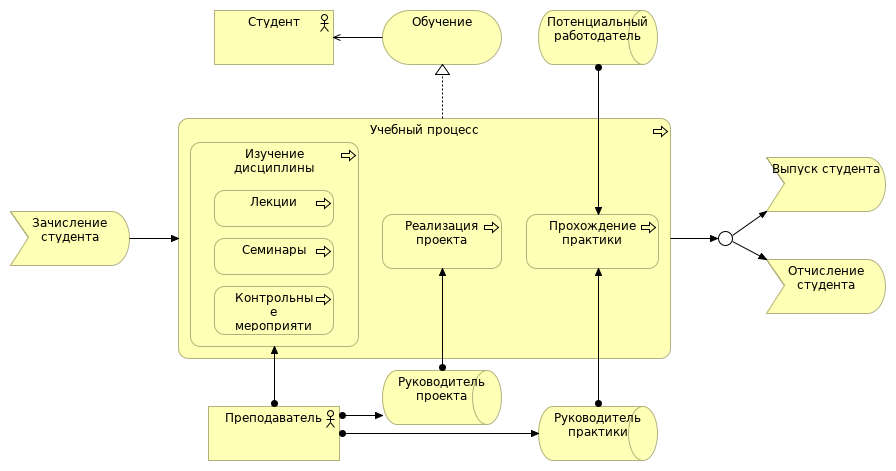 Студент
Обучение
Потенциальный
работодатель
Учебный процесс
Изучение
дисциплины
Лекции
Семинары
Контрольны
е
мероприяти
Реализация
проекта
Прохождение
практики
Зачисление
студента
Выпуск студента
Отчисление
студента
Преподаватель
Руководитель
проекта
Руководитель
практики